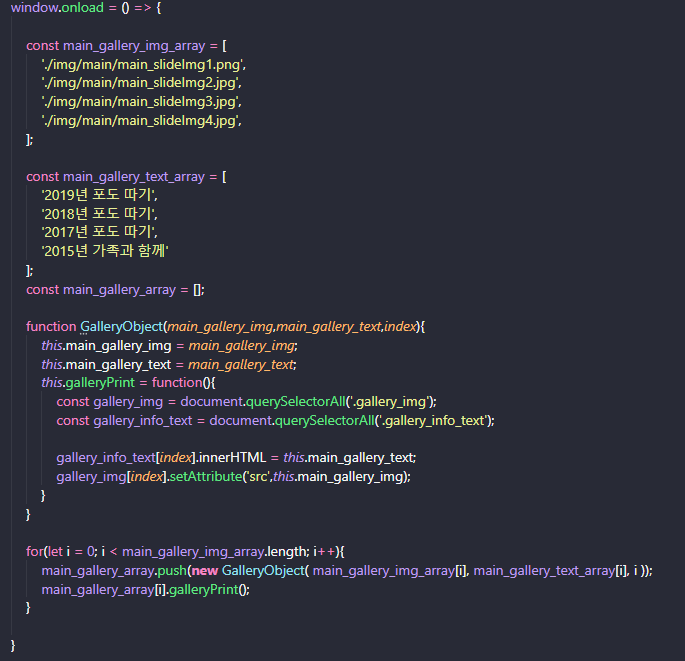 window.onload = () => {
const main_gallery_img_array = [
'./img/main/main_slideImg1.png',
'./img/main/main_slideImg2.jpg',
'./img/main/main_slideImg3.jpg',
'./img/main/main_slideImg4.jpg',
];
const main_gallery_text_array = [
'2019년 포도 따기',
'2018년 포도 따기',
'2017년 포도 따기',
'2015년 가족과 함께'
];
const main_gallery_array = [];
function GalleryObject(main_gallery_img,main_gallery_text,index){
this.main_gallery_img = main_gallery_img;
this.main_gallery_text = main_gallery_text;
this.galleryPrint = function(){
const gallery_img = document.querySelectorAll('.gallery_img');
const gallery_info_text = document.querySelectorAll('.gallery_info_text');
gallery_info_text[index].innerHTML = this.main_gallery_text;
gallery_img[index].setAttribute('src',this.main_gallery_img);
}
}
for(let i = 0; i < main_gallery_img_array.length; i++){
main_gallery_array.push(new GalleryObject( main_gallery_img_array[i], main_gallery_text_array[i], i ));
main_gallery_array[i].galleryPrint();
}
}